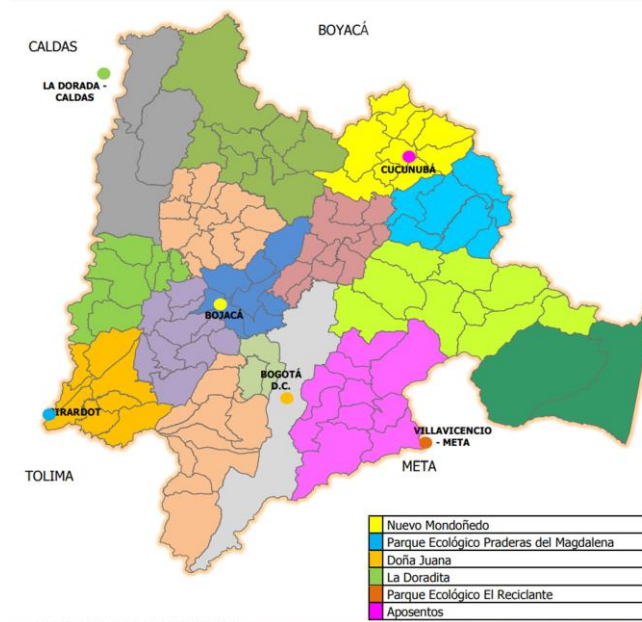 BOYACÁ
CALDAS
LA DORADA -
CALDAS
CUCUNUBÁ
BOJACÁ
BOGOTÁ
D.C.
IRARDOT
VILLAVICENCIO
- META
TOLIMA
META
Nuevo Mondoñedo
Parque Ecológico Praderas del Magdalena
Doña Juana
La Doradita
Parque Ecológico El Reciclante
Aposentos